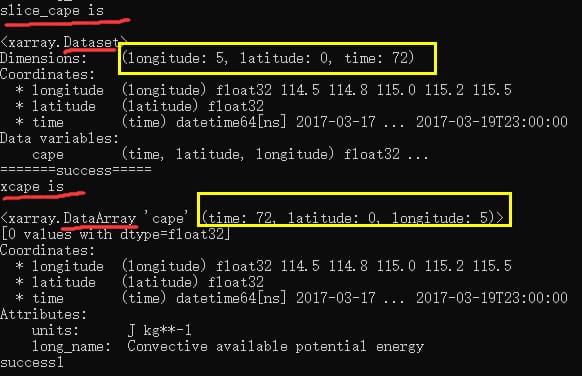 slice_cape is
<xarray.Dataset>
Dimensions:    (longitude: 5, latitude: 0, time: 72)
Coordinates:
  * longitude  (longitude) float32 114.5 114.8 115.0 115.2 115.5
  * latitude   (latitude) float32
  * time       (time) datetime64[ns] 2017-03-17 ... 2017-03-19T23:00:00
Data variables:
    cape       (time, latitude, longitude) float32 ...
=======success=====
xcape is
<xarray.DataArray 'cape' (time: 72, latitude: 0, longitude: 5)>
[0 values with dtype=float32]
Coordinates:
  * longitude  (longitude) float32 114.5 114.8 115.0 115.2 115.5
  * latitude   (latitude) float32
  * time       (time) datetime64[ns] 2017-03-17 ... 2017-03-19T23:00:00
Attributes:
    units:      J kg**-1
    long_name:  Convective available potential energy
success1